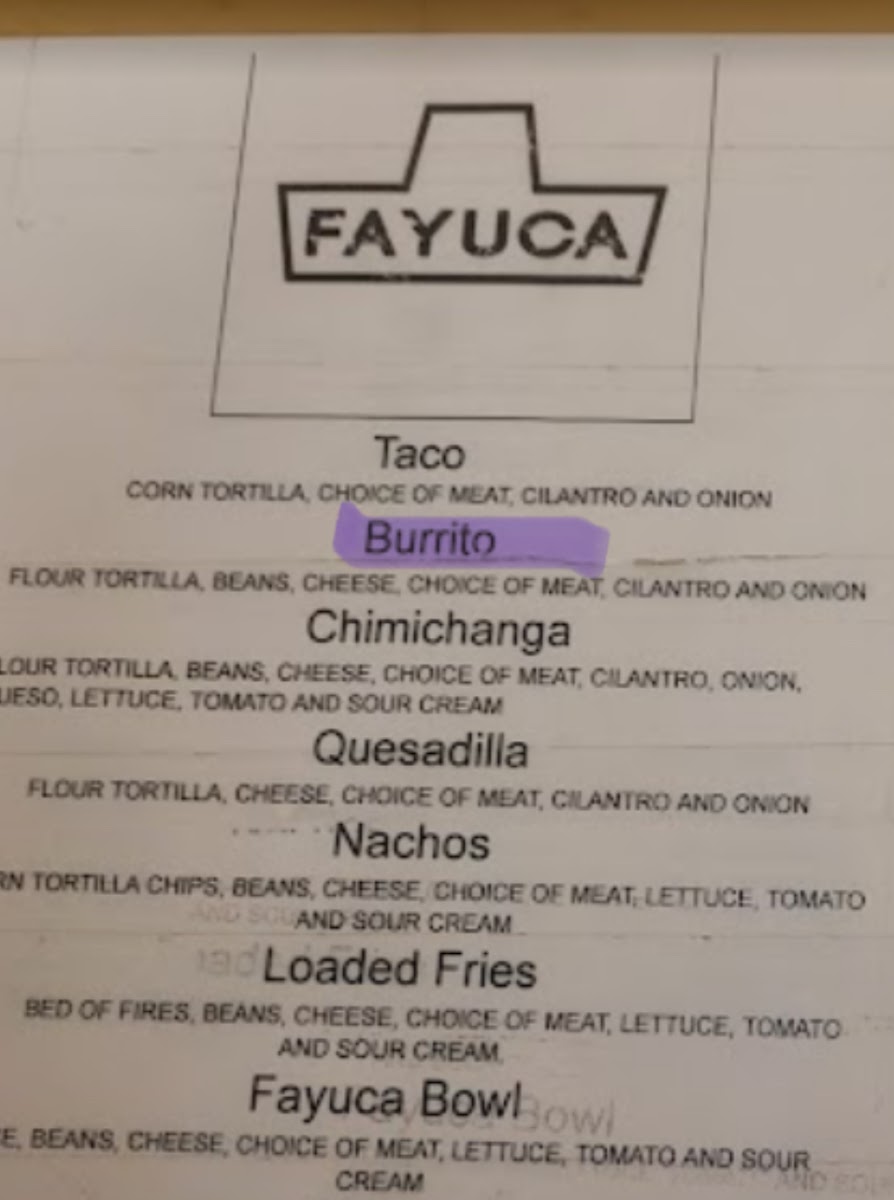 FAYUCA
Taco
CORN TORTILLA, CHOICE OF MEAT, CILANTRO AND ONION
Burrito
FLOUR TORTILLA, BEANS, CHEESE, CHOICE OF MEAT, CILANTRO AND ONION
Chimichanga
LOUR TORTILLA, BEANS, CHEESE, CHOICE OF MEAT, CILANTRO, ONION,
UESO, LETTUCE, TOMATO AND SOUR CREAM
Quesadilla
FLOUR TORTILLA, CHEESE, CHOICE OF MEAT, CILANTRO AND ONION
Nachos
RN TORTILLA CHIPS, BEANS, CHEESE, CHOICE OF MEAT, LETTUCE, TOMATO
AND SOUR CREAM
Loaded Fries
BED OF FIRES, BEANS, CHEESE, CHOICE OF MEAT, LETTUCE, TOMATO
AND SOUR CREAM
Fayuca Bowl
E, BEANS, CHEESE, CHOICE OF MEAT, LETTUCE, TOMATO AND SOUR
CREAM